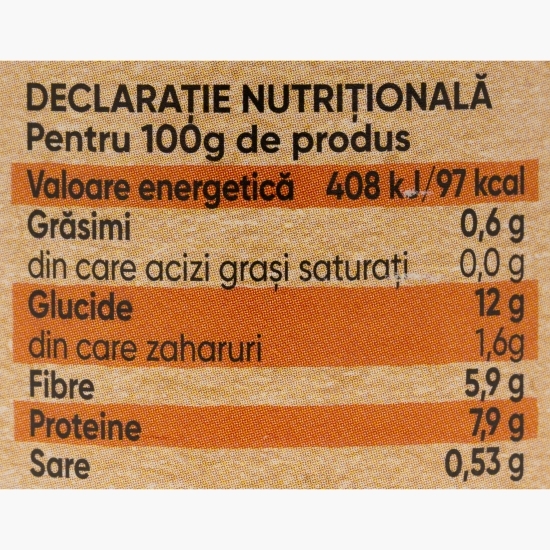 DECLARAȚIE NUTRIȚIONALĂ
Pentru 100g de produs
Valoare energetică 408 kJ/97 kcal
Grăsimi 0,6 g
din care acizi grași saturați 0,0 g
Glucide 12 g
din care zaharuri 1,6g
Fibre 5,9 g
Proteine 7,9 g
Sare 0,53 g